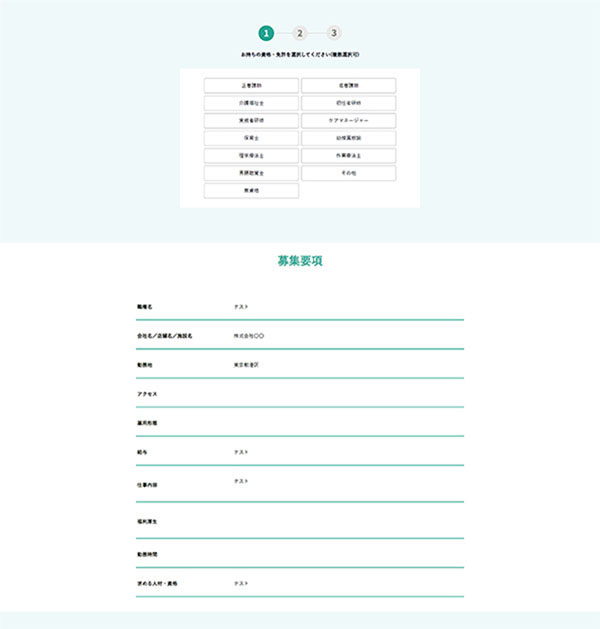 1 2 3
お持ちの資格・免許を選択してください(複数選択可)
正看護師 准看護師
介護福祉士 初任者研修
実務者研修 ケアマネージャー
保育士 幼稚園教諭
理学療法士 作業療法士
その他
無資格
募集要項
職種名 テスト
会社名／店舗名／施設名 株式会社〇〇
勤務地 東京都港区
アクセス
雇用形態
給与 テスト
仕事内容 テスト
福利厚生
勤務時間
求める人材・資格 テスト